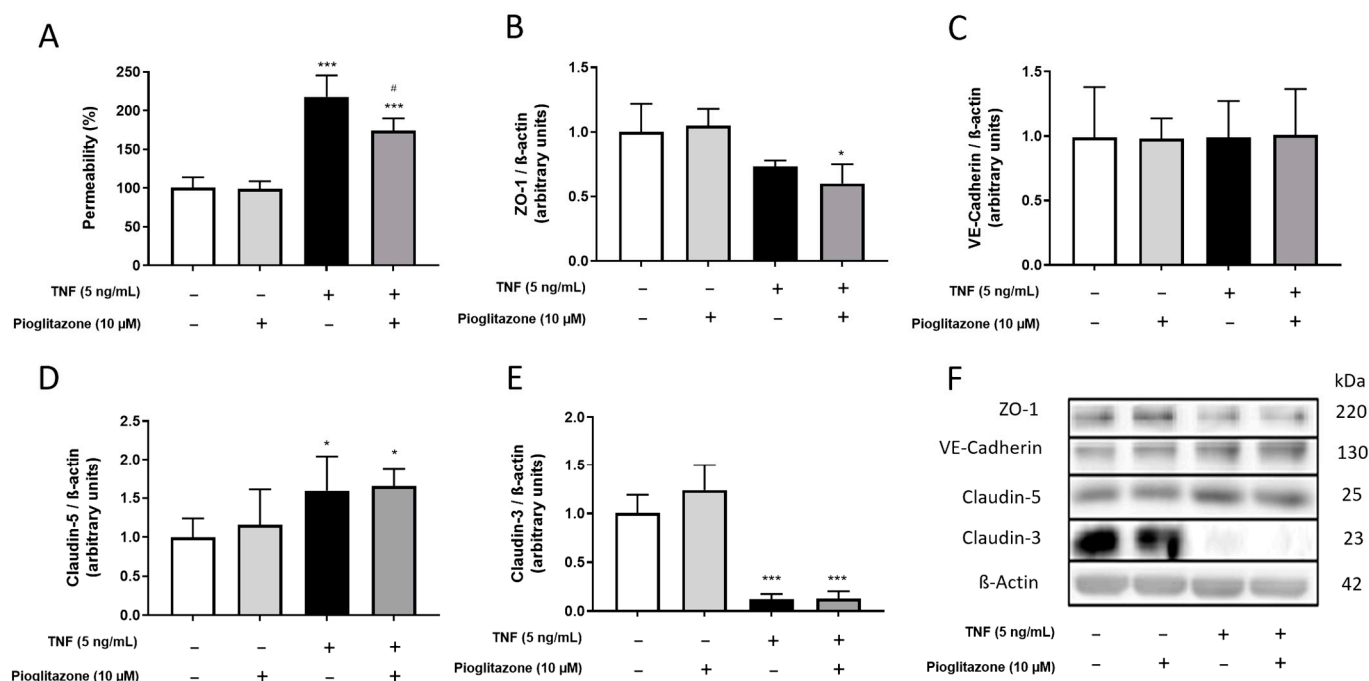 A
Permeability (%)
250
200
150
100
50
0
***
#
***
TNF (5 ng/mL) – – + +
Pioglitazone (10 µM) – + – +
B
ZO-1 / ß-actin
(arbitrary units)
1.5
1.0
0.5
0.0
*
TNF (5 ng/mL) – – + +
Pioglitazone (10 µM) – + – +
C
VE-Cadherin / ß-actin
(arbitrary units)
1.5
1.0
0.5
0.0
TNF (5 ng/mL) – – + +
Pioglitazone (10 µM) – + – +
D
Claudin-5 / ß-actin
(arbitrary units)
2.5
2.0
1.5
1.0
0.5
0.0
*
*
TNF (5 ng/mL) – – + +
Pioglitazone (10 µM) – + – +
E
Claudin-3 / ß-actin
(arbitrary units)
2.0
1.5
1.0
0.5
0.0
***
***
TNF (5 ng/mL) – – + +
Pioglitazone (10 µM) – + – +
F
kDa
ZO-1 220
VE-Cadherin 130
Claudin-5 25
Claudin-3 23
ß-Actin 42
TNF (5 ng/mL) – – + +
Pioglitazone (10 µM) – + – +